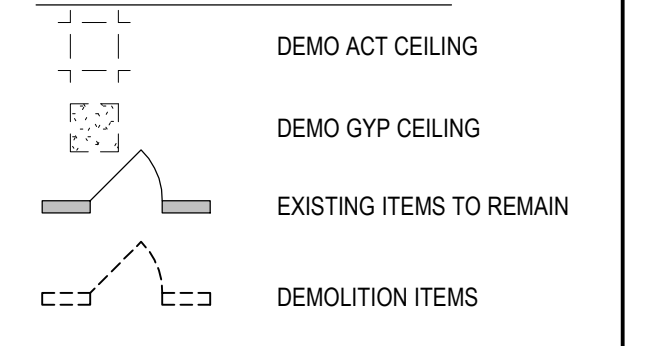 DEMO ACT CEILING
DEMO GYP CEILING
EXISTING ITEMS TO REMAIN
DEMOLITION ITEMS